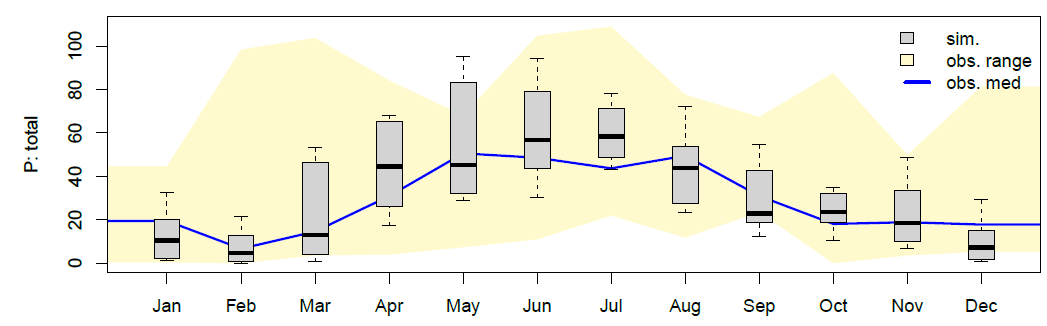 sim.
obs. range
obs. med
P: total
100
80
60
40
20
0
Jan Feb Mar Apr May Jun Jul Aug Sep Oct Nov Dec